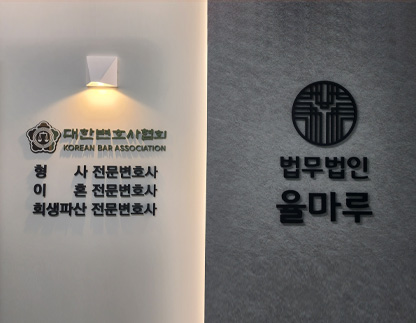 대한변호사협회
KOREAN BAR ASSOCIATION
형 사 전문변호사
이 혼 전문변호사
회생파산 전문변호사
법무법인
율마루